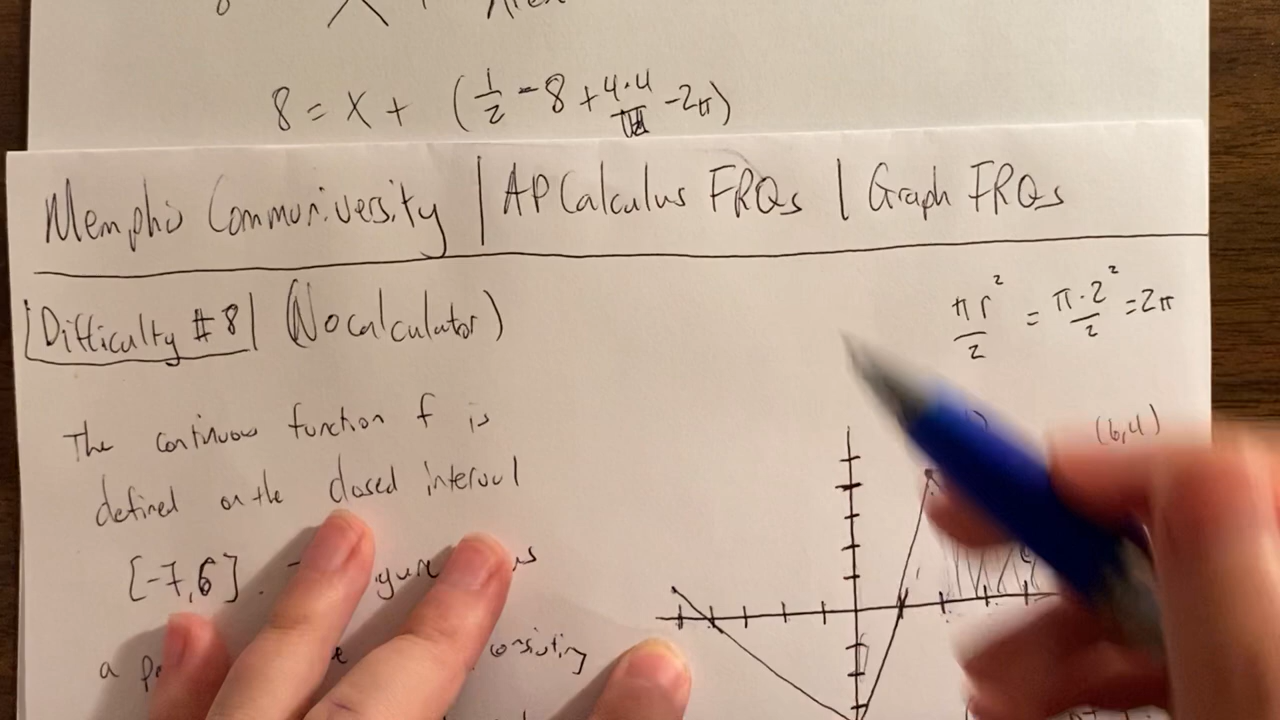 8 = x + (1/2 - 8 + 4·4 - 2π)
Memphis Communiversity | AP Calculus FRQs | Graph FRQs
Difficulty #8 (No calculator)
πr²/2 = π·2²/2 = 2π
The continuous function f is
defined on the closed interval
(6,4)
[-7,6].
a
consisting